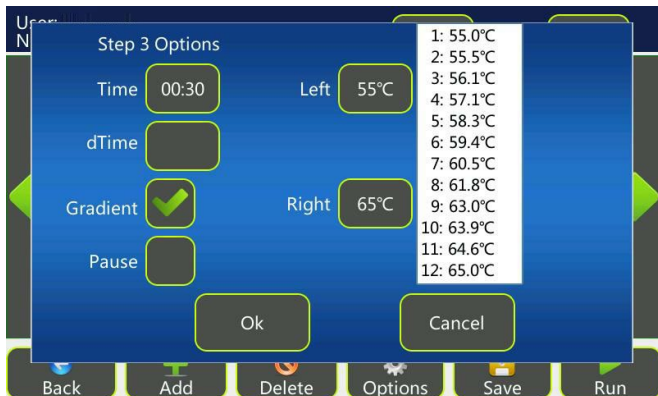 User:
N
Step 3 Options
Time 00:30 Left 55℃
dTime
Gradient Right 65℃
Pause
1: 55.0℃
2: 55.5℃
3: 56.1℃
4: 57.1℃
5: 58.3℃
6: 59.4℃
7: 60.5℃
8: 61.8℃
9: 63.0℃
10: 63.9℃
11: 64.6℃
12: 65.0℃
Ok Cancel
Back Add Delete Options Save Run